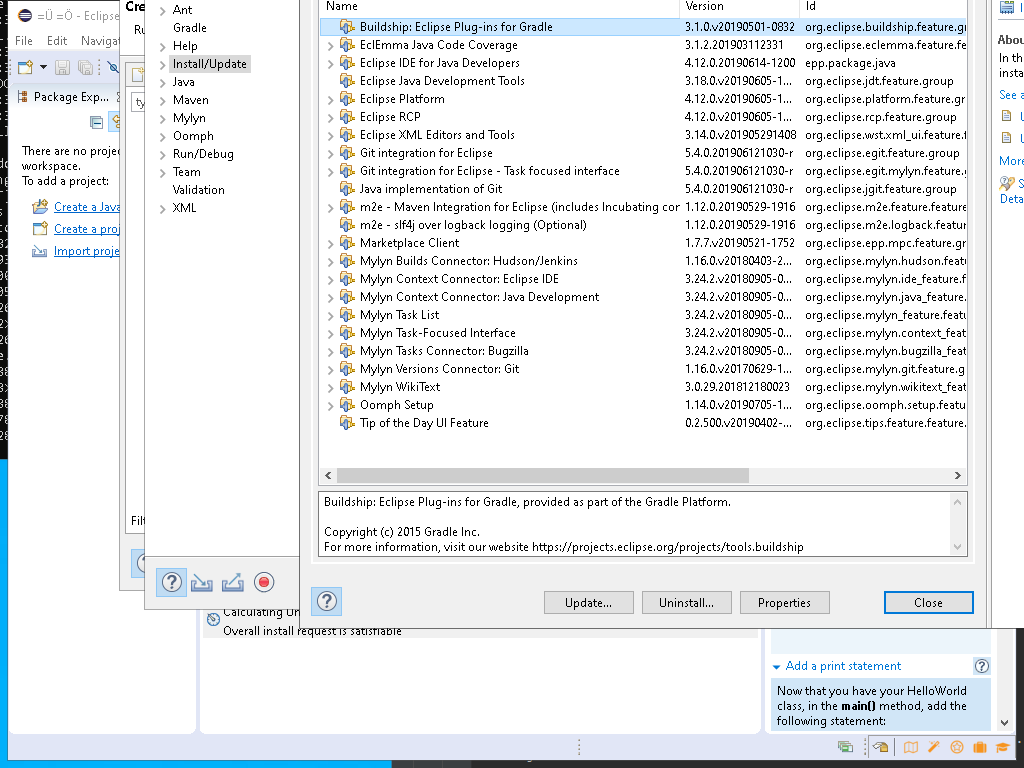 =Ü =Ö - Eclipse
File Edit Navigat
Package Exp...
There are no proje
workspace.
To add a project:
Create a Java
Create a proj
Import proje
Cre
Ru
Filt
Ant
Gradle
Help
Install/Update
Java
Maven
Mylyn
Oomph
Run/Debug
Team
Validation
XML
Name Version Id
Buildship: Eclipse Plug-ins for Gradle 3.1.0.v20190501-0832 org.eclipse.buildship.feature.gr
EclEmma Java Code Coverage 3.1.2.201903112331 org.eclipse.eclemma.feature.fe
Eclipse IDE for Java Developers 4.12.0.20190614-1200 epp.package.java
Eclipse Java Development Tools 3.18.0.v20190605-1... org.eclipse.jdt.feature.group
Eclipse Platform 4.12.0.v20190605-1... org.eclipse.platform.feature.gr
Eclipse RCP 4.12.0.v20190605-1... org.eclipse.rcp.feature.group
Eclipse XML Editors and Tools 3.14.0.v201905291408 org.eclipse.wst.xml_ui.feature.f
Git integration for Eclipse 5.4.0.201906121030-r org.eclipse.egit.feature.group
Git integration for Eclipse - Task focused interface 5.4.0.201906121030-r org.eclipse.egit.mylyn.feature.
Java implementation of Git 5.4.0.201906121030-r org.eclipse.jgit.feature.group
m2e - Maven Integration for Eclipse (includes Incubating cor 1.12.0.20190529-1916 org.eclipse.m2e.feature.feature
m2e - slf4j over logback logging (Optional) 1.12.0.20190529-1916 org.eclipse.m2e.logback.featur
Marketplace Client 1.7.7.v20190521-1752 org.eclipse.epp.mpc.feature.gr
Mylyn Builds Connector: Hudson/Jenkins 1.16.0.v20180403-2... org.eclipse.mylyn.hudson.featu
Mylyn Context Connector: Eclipse IDE 3.24.2.v20180905-0... org.eclipse.mylyn.ide_feature.f
Mylyn Context Connector: Java Development 3.24.2.v20180905-0... org.eclipse.mylyn.java_feature.
Mylyn Task List 3.24.2.v20180905-0... org.eclipse.mylyn_feature.featu
Mylyn Task-Focused Interface 3.24.2.v20180905-0... org.eclipse.mylyn.context_feat
Mylyn Tasks Connector: Bugzilla 3.24.2.v20180905-0... org.eclipse.mylyn.bugzilla_feat
Mylyn Versions Connector: Git 1.16.0.v20170629-1... org.eclipse.mylyn.git.feature.g
Mylyn WikiText 3.0.29.201812180023 org.eclipse.mylyn.wikitext_feat
Oomph Setup 1.14.0.v20190705-1... org.eclipse.oomph.setup.featu
Tip of the Day UI Feature 0.2.500.v20190402-... org.eclipse.tips.feature.feature.
Buildship: Eclipse Plug-ins for Gradle, provided as part of the Gradle Platform.
Copyright (c) 2015 Gradle Inc.
For more information, visit our website https://projects.eclipse.org/projects/tools.buildship
Update... Uninstall... Properties Close
Calculating Un
Overall install request is satisfiable
Abou
In th
insta
See a
More
S
Deta
Add a print statement
Now that you have your HelloWorld
class, in the main() method, add the
following statement: